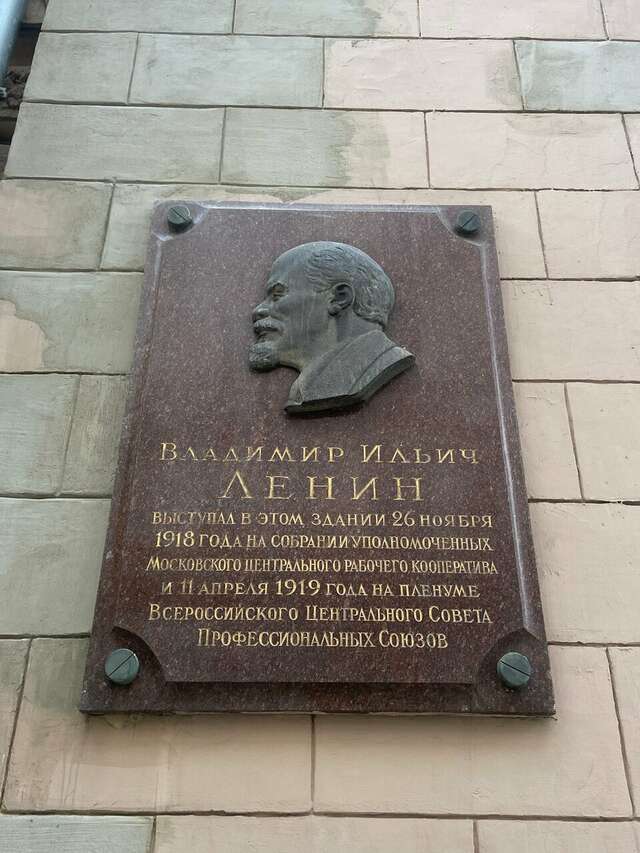 Владимир Ильич
Ленин
выступал в этом здании 26 ноября
1918 года на собрании уполномоченных
Московского центрального рабочего кооператива
и 11 апреля 1919 года на пленуме
Всероссийского Центрального Совета
Профессиональных Союзов